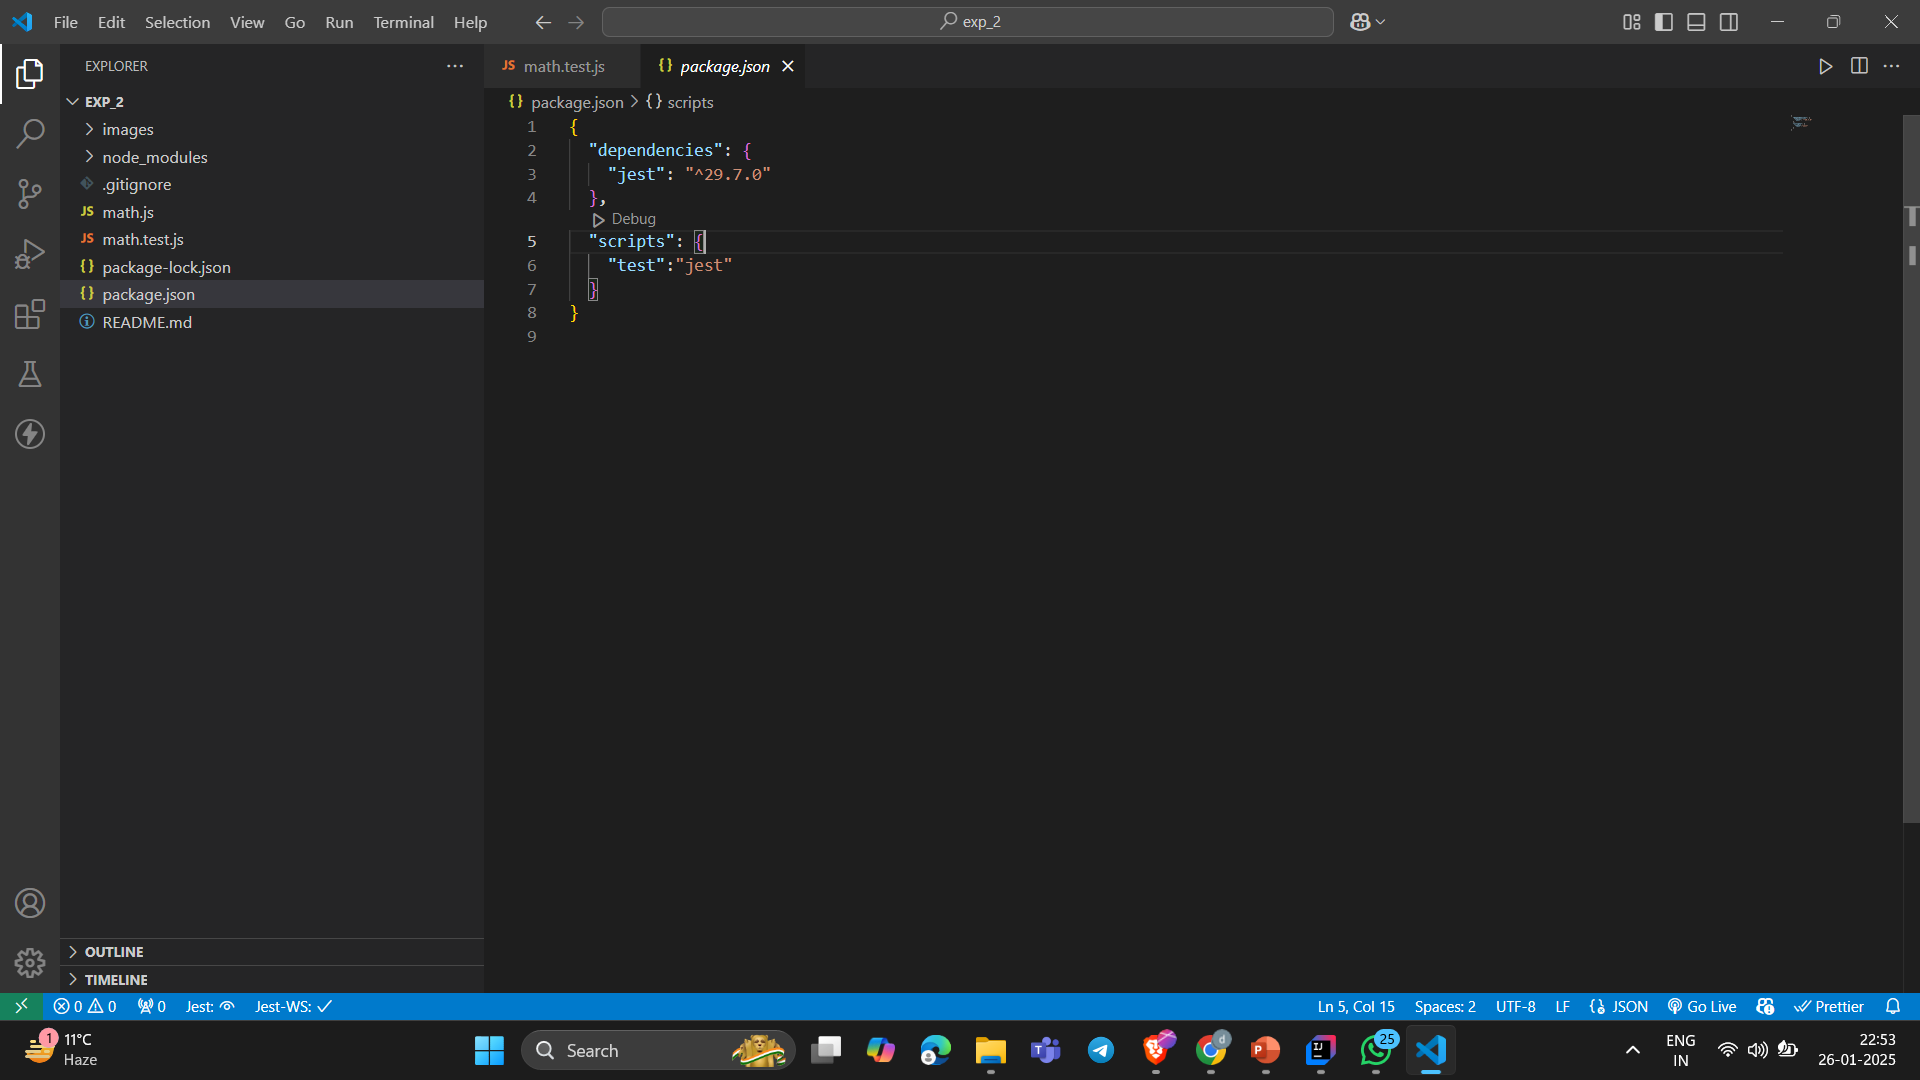 File Edit Selection View Go Run Terminal Help
exp_2
EXPLORER
EXP_2
images
node_modules
.gitignore
JS math.js
JS math.test.js
{} package-lock.json
{} package.json
README.md
OUTLINE
TIMELINE
JS math.test.js
{} package.json
{} package.json > {} scripts
1 {
2 "dependencies": {
3 "jest": "^29.7.0"
4 },
Debug
5 "scripts": {
6 "test":"jest"
7 }
8 }
9
0 0 0 Jest: Jest-WS:
Ln 5, Col 15 Spaces: 2 UTF-8 LF {} JSON Go Live Prettier
1
11°C
Haze
Search
T
d
P
IJ
25
ENG
IN
22:53
26-01-2025